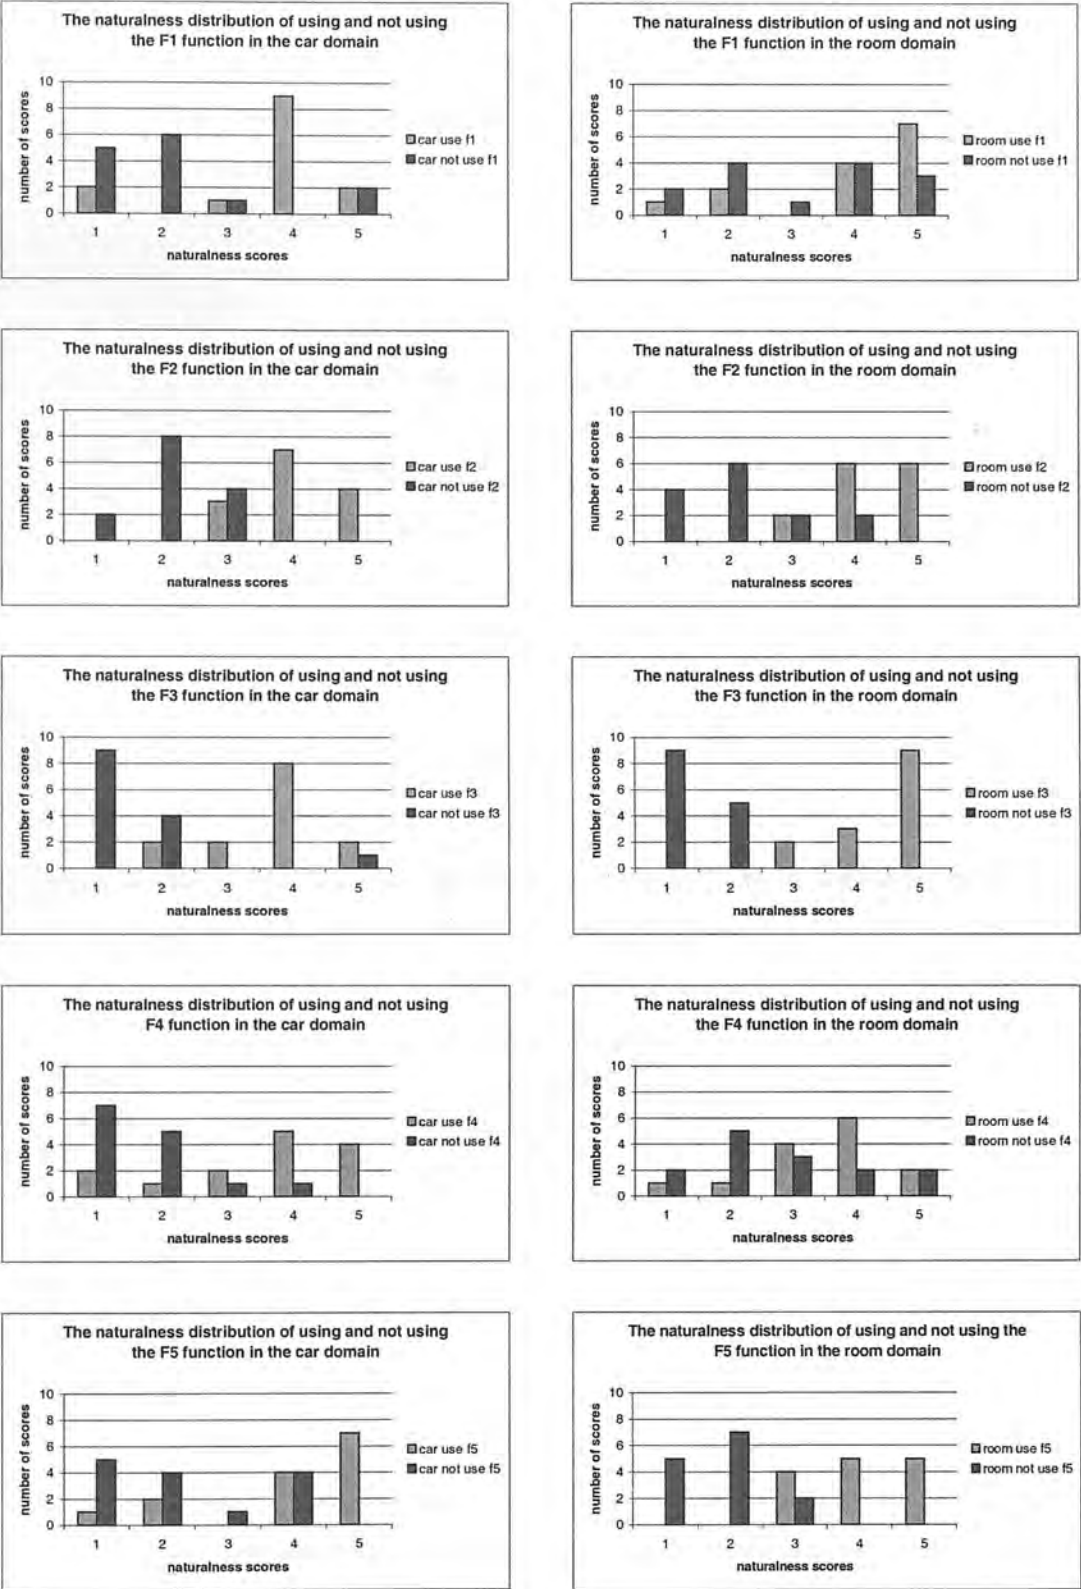 The naturalness distribution of using and not using
the F1 function in the car domain
number of scores
10
8
6
4
2
0
1 2 3 4 5
naturalness scores
car use f1
car not use f1
The naturalness distribution of using and not using
the F1 function in the room domain
number of scores
10
8
6
4
2
0
1 2 3 4 5
naturalness scores
room use f1
room not use f1
The naturalness distribution of using and not using
the F2 function in the car domain
number of scores
10
8
6
4
2
0
1 2 3 4 5
naturalness scores
car use f2
car not use f2
The naturalness distribution of using and not using
the F2 function in the room domain
number of scores
10
8
6
4
2
0
1 2 3 4 5
naturalness scores
room use f2
room not use f2
The naturalness distribution of using and not using
the F3 function in the car domain
number of scores
10
8
6
4
2
0
1 2 3 4 5
naturalness scores
car use f3
car not use f3
The naturalness distribution of using and not using
the F3 function in the room domain
number of scores
10
8
6
4
2
0
1 2 3 4 5
naturalness scores
room use f3
room not use f3
The naturalness distribution of using and not using
F4 function in the car domain
number of scores
10
8
6
4
2
0
1 2 3 4 5
naturalness scores
car use f4
car not use f4
The naturalness distribution of using and not using
the F4 function in the room domain
number of scores
10
8
6
4
2
0
1 2 3 4 5
naturalness scores
room use f4
room not use f4
The naturalness distribution of using and not using
the F5 function in the car domain
number of scores
10
8
6
4
2
0
1 2 3 4 5
naturalness scores
car use f5
car not use f5
The naturalness distribution of using and not using the
F5 function in the room domain
number of scores
10
8
6
4
2
0
1 2 3 4 5
naturalness scores
room use f5
room not use f5